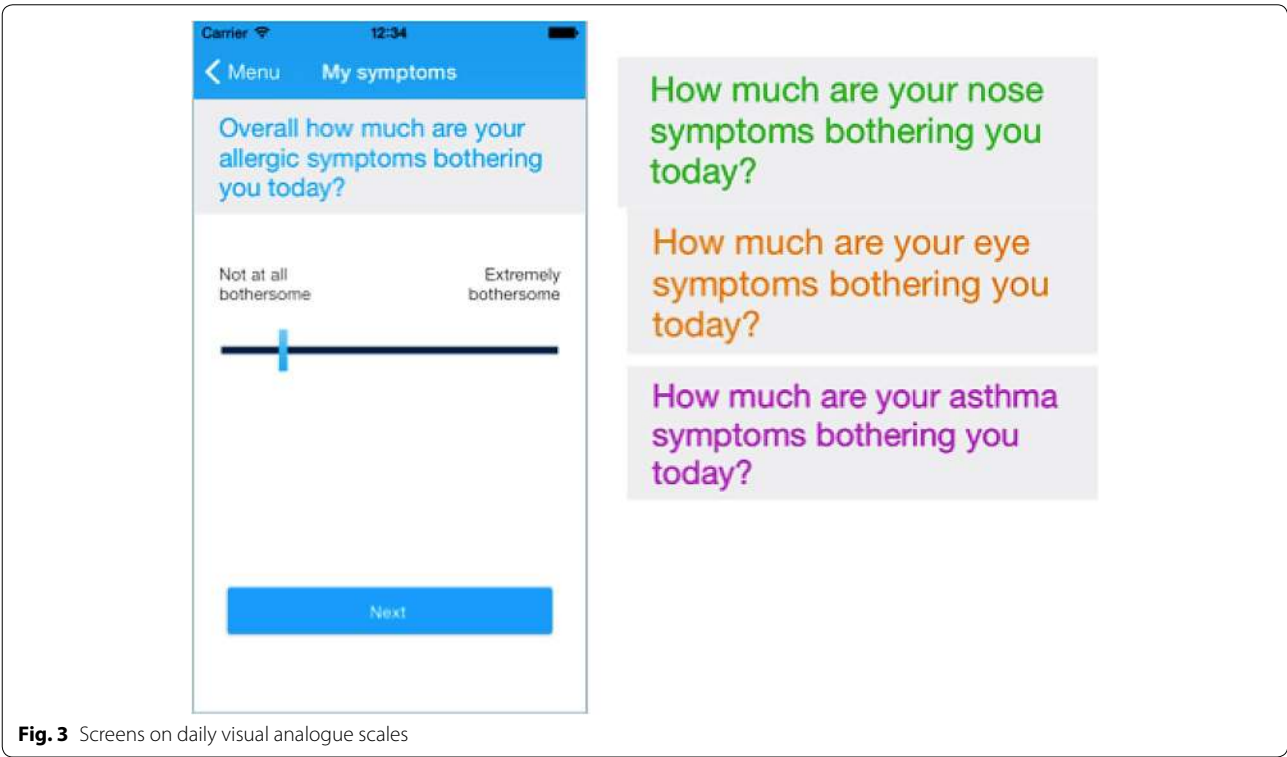 Carrier 12:34
Menu My symptoms
Overall how much are your
allergic symptoms bothering
you today?
Not at all
bothersome
Extremely
bothersome
Next
How much are your nose
symptoms bothering you
today?
How much are your eye
symptoms bothering you
today?
How much are your asthma
symptoms bothering you
today?
Fig. 3 Screens on daily visual analogue scales